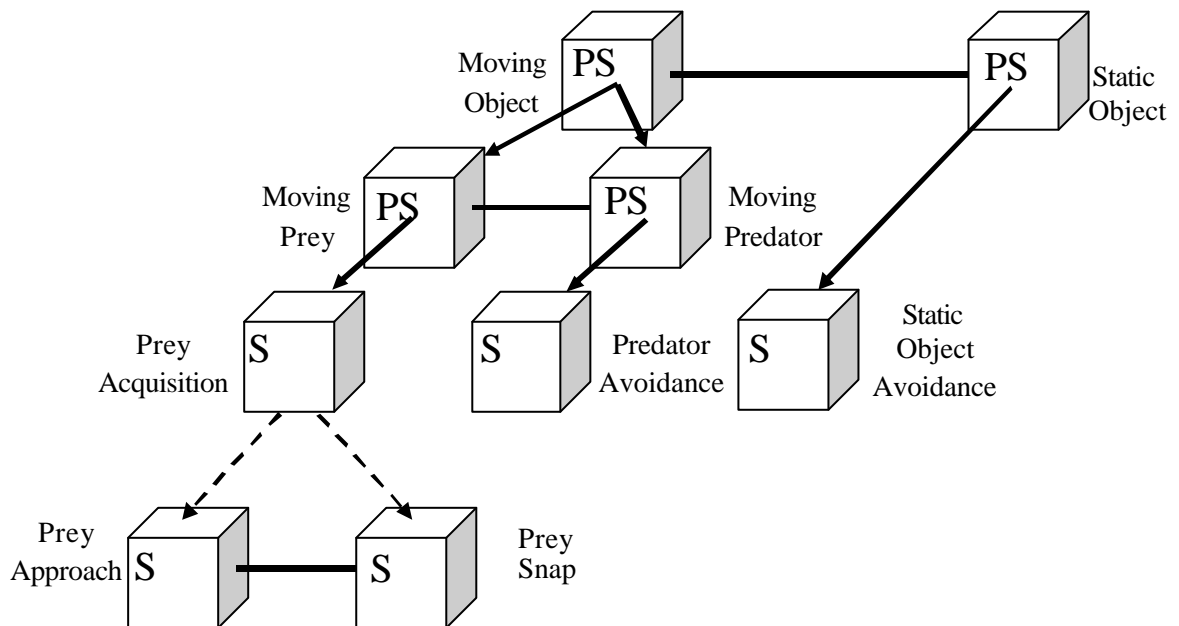 Moving
Object
PS
PS
Static
Object
Moving
Prey
PS
PS
Moving
Predator
Prey
Acquisition
S
S
Predator
Avoidance
S
Static
Object
Avoidance
Prey
Approach
S
S
Prey
Snap